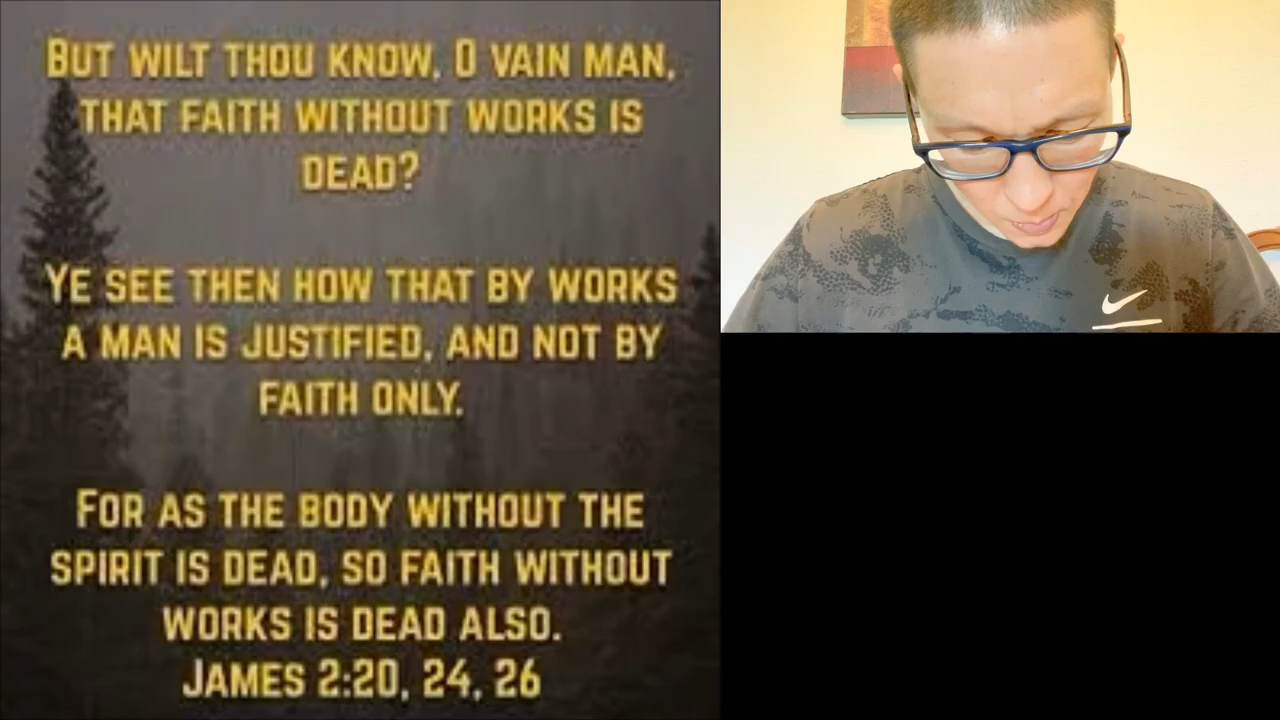 But wilt thou know, O vain man,
that faith without works is
dead?
Ye see then how that by works
a man is justified, and not by
faith only.
For as the body without the
spirit is dead, so faith without
works is dead also.
James 2:20, 24, 26